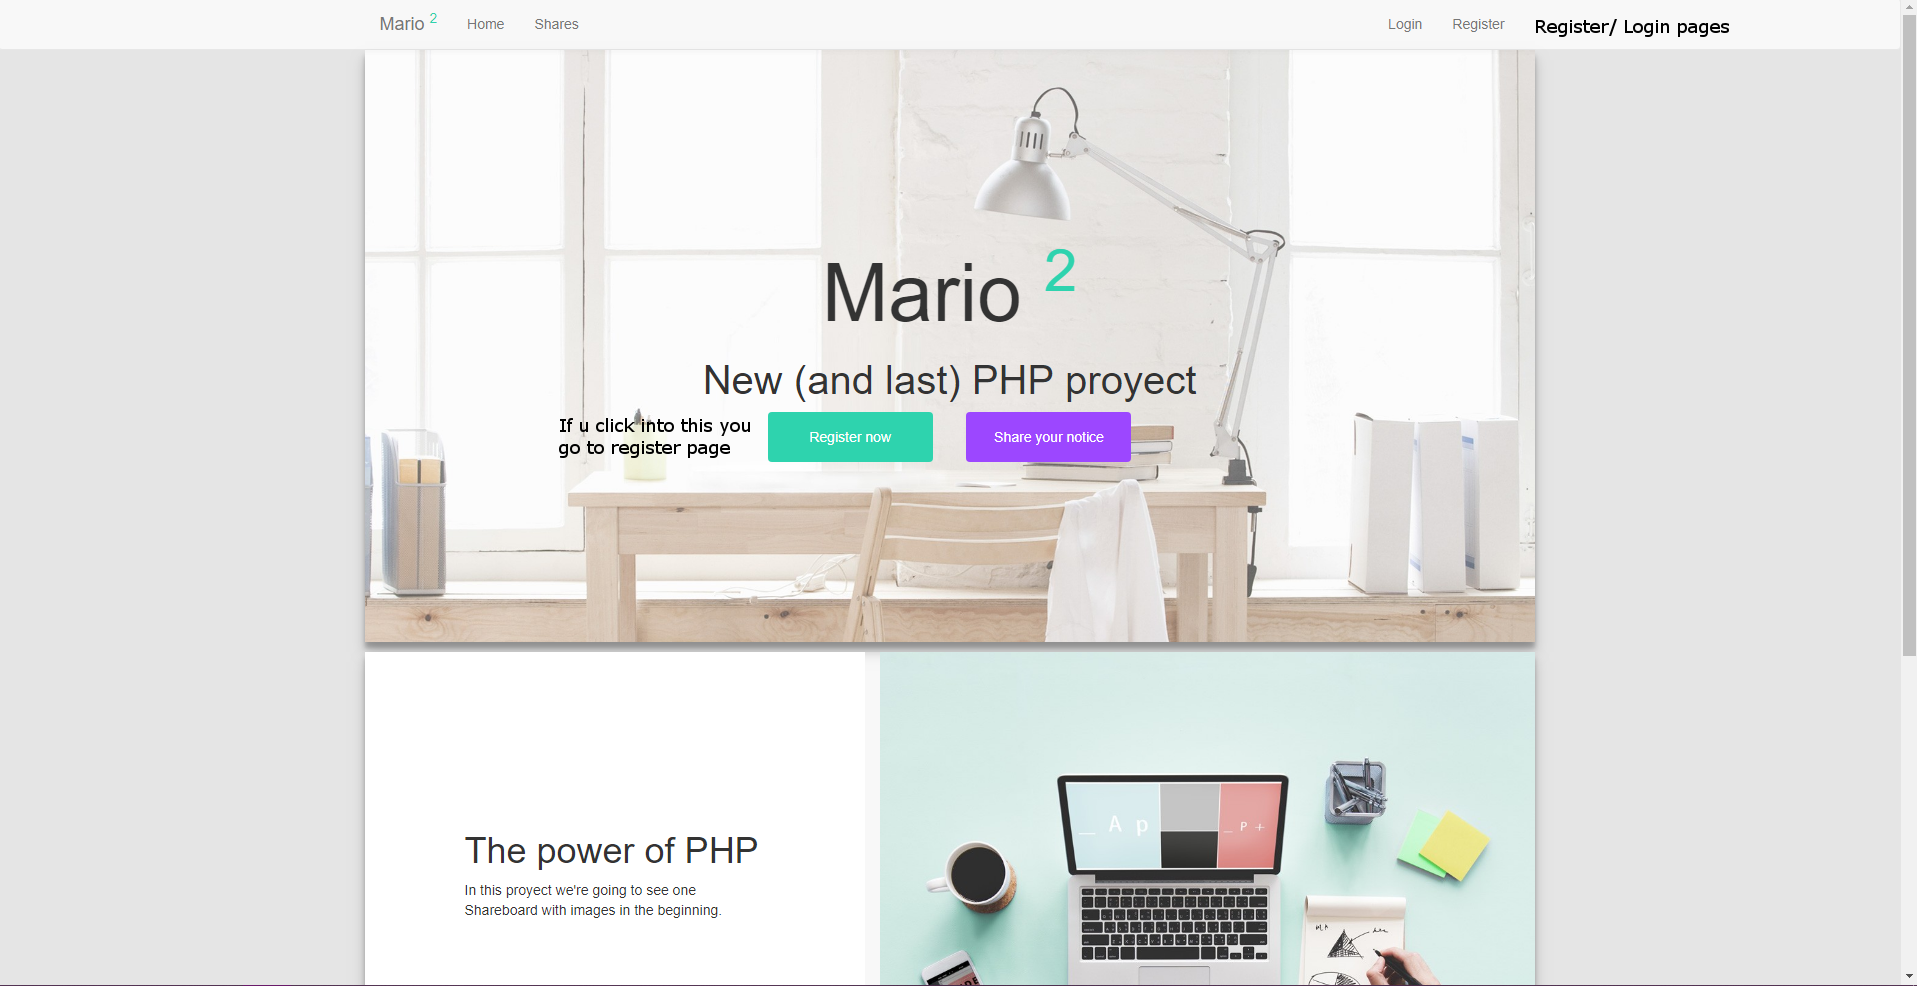 Mario 2 Home Shares Login Register Register/ Login pages
Mario 2
New (and last) PHP proyect
If u click into this you
go to register page
Register now Share your notice
_ A p _ P +
The power of PHP
In this proyect we're going to see one
Shareboard with images in the beginning.